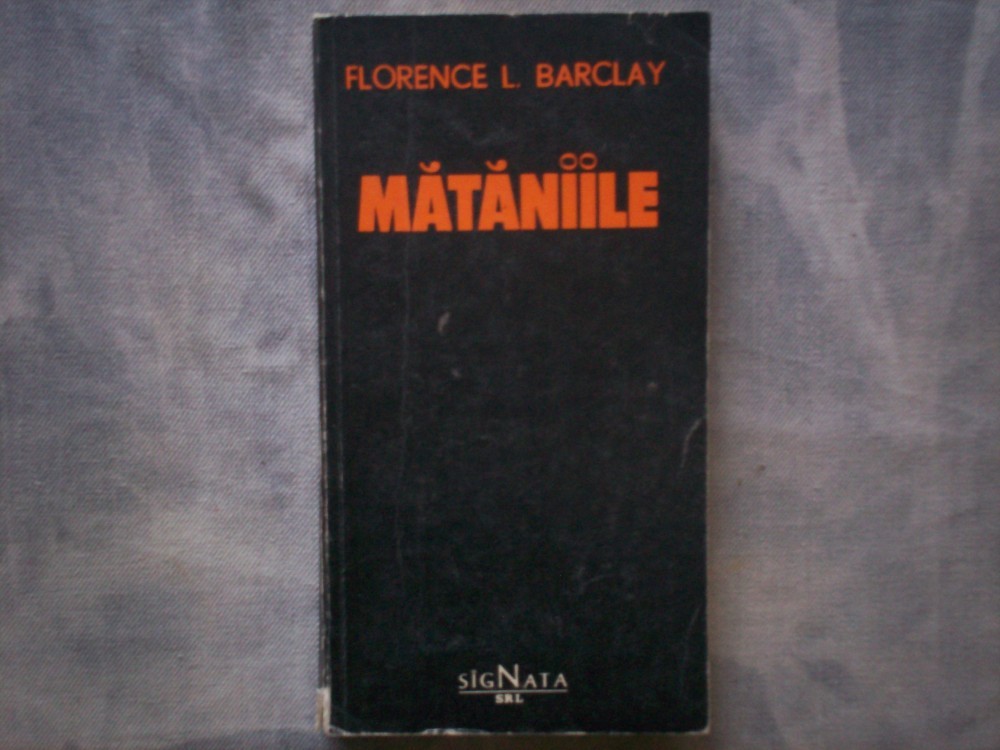 FLORENCE L. BARCLAY
MĂTĂNIILE
SIGNATA
SRL